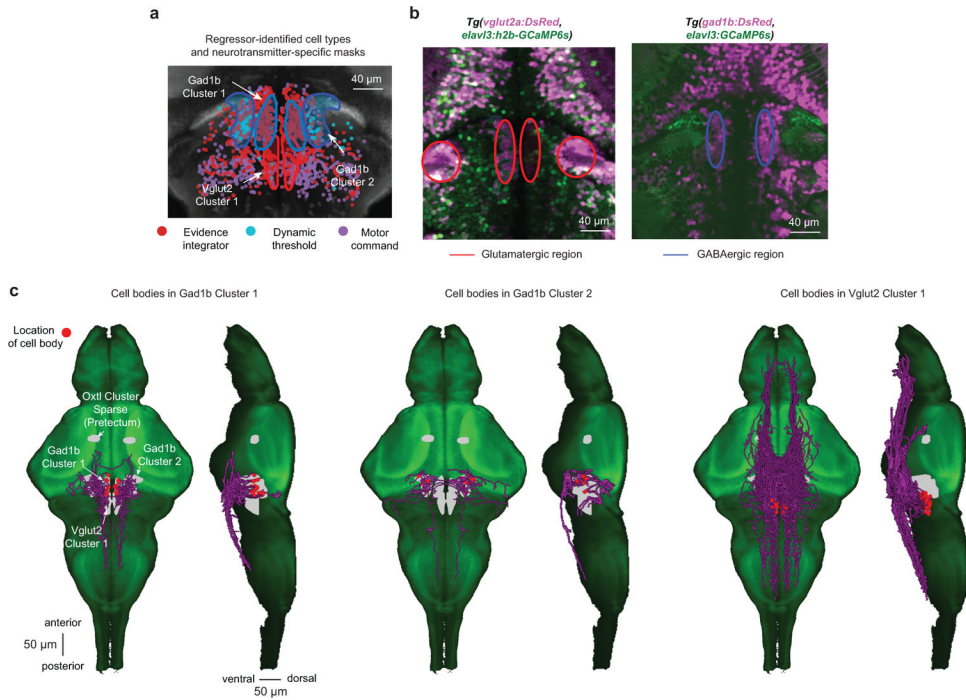 a
Regressor-identified cell types
and neurotransmitter-specific masks
Gad1b
Cluster 1
40 µm
Vglut2
Cluster 1
Gad1b
Cluster 2
Evidence
integrator
Dynamic
threshold
Motor
command
b
Tg(vglut2a:DsRed,
elavl3:h2b-GCaMP6s)
40 µm
Glutamatergic region
Tg(gad1b:DsRed,
elavl3:GCaMP6s)
40 µm
GABAergic region
c
Cell bodies in Gad1b Cluster 1
Location
of cell body
Oxtl Cluster
Sparse
(Pretectum)
Gad1b
Cluster 1
Gad1b
Cluster 2
Vglut2
Cluster 1
anterior
50 µm
posterior
ventral
dorsal
50 µm
Cell bodies in Gad1b Cluster 2
Cell bodies in Vglut2 Cluster 1